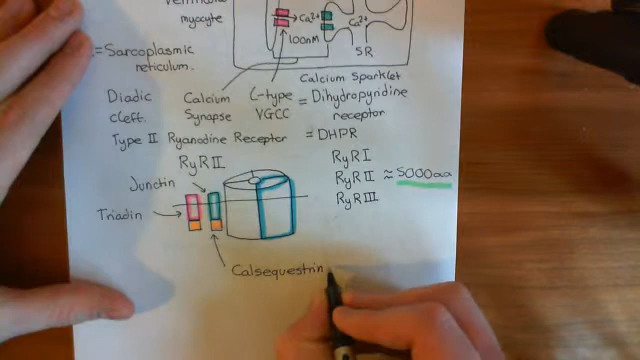 myocyte
Ca²⁺
Ca²⁺
100nM
SR
= Sarcoplasmic
reticulum.
Calcium Sparklet
Diadic
cleft.
Calcium
Synapse
L-type
VGCC
= Dihydropyridine
receptor
Type II Ryanodine Receptor
= DHPR
RyR II
RyR I
RyR II ≈ 5000aa
RyR III
Junctin
Triadin
Calsequestrin